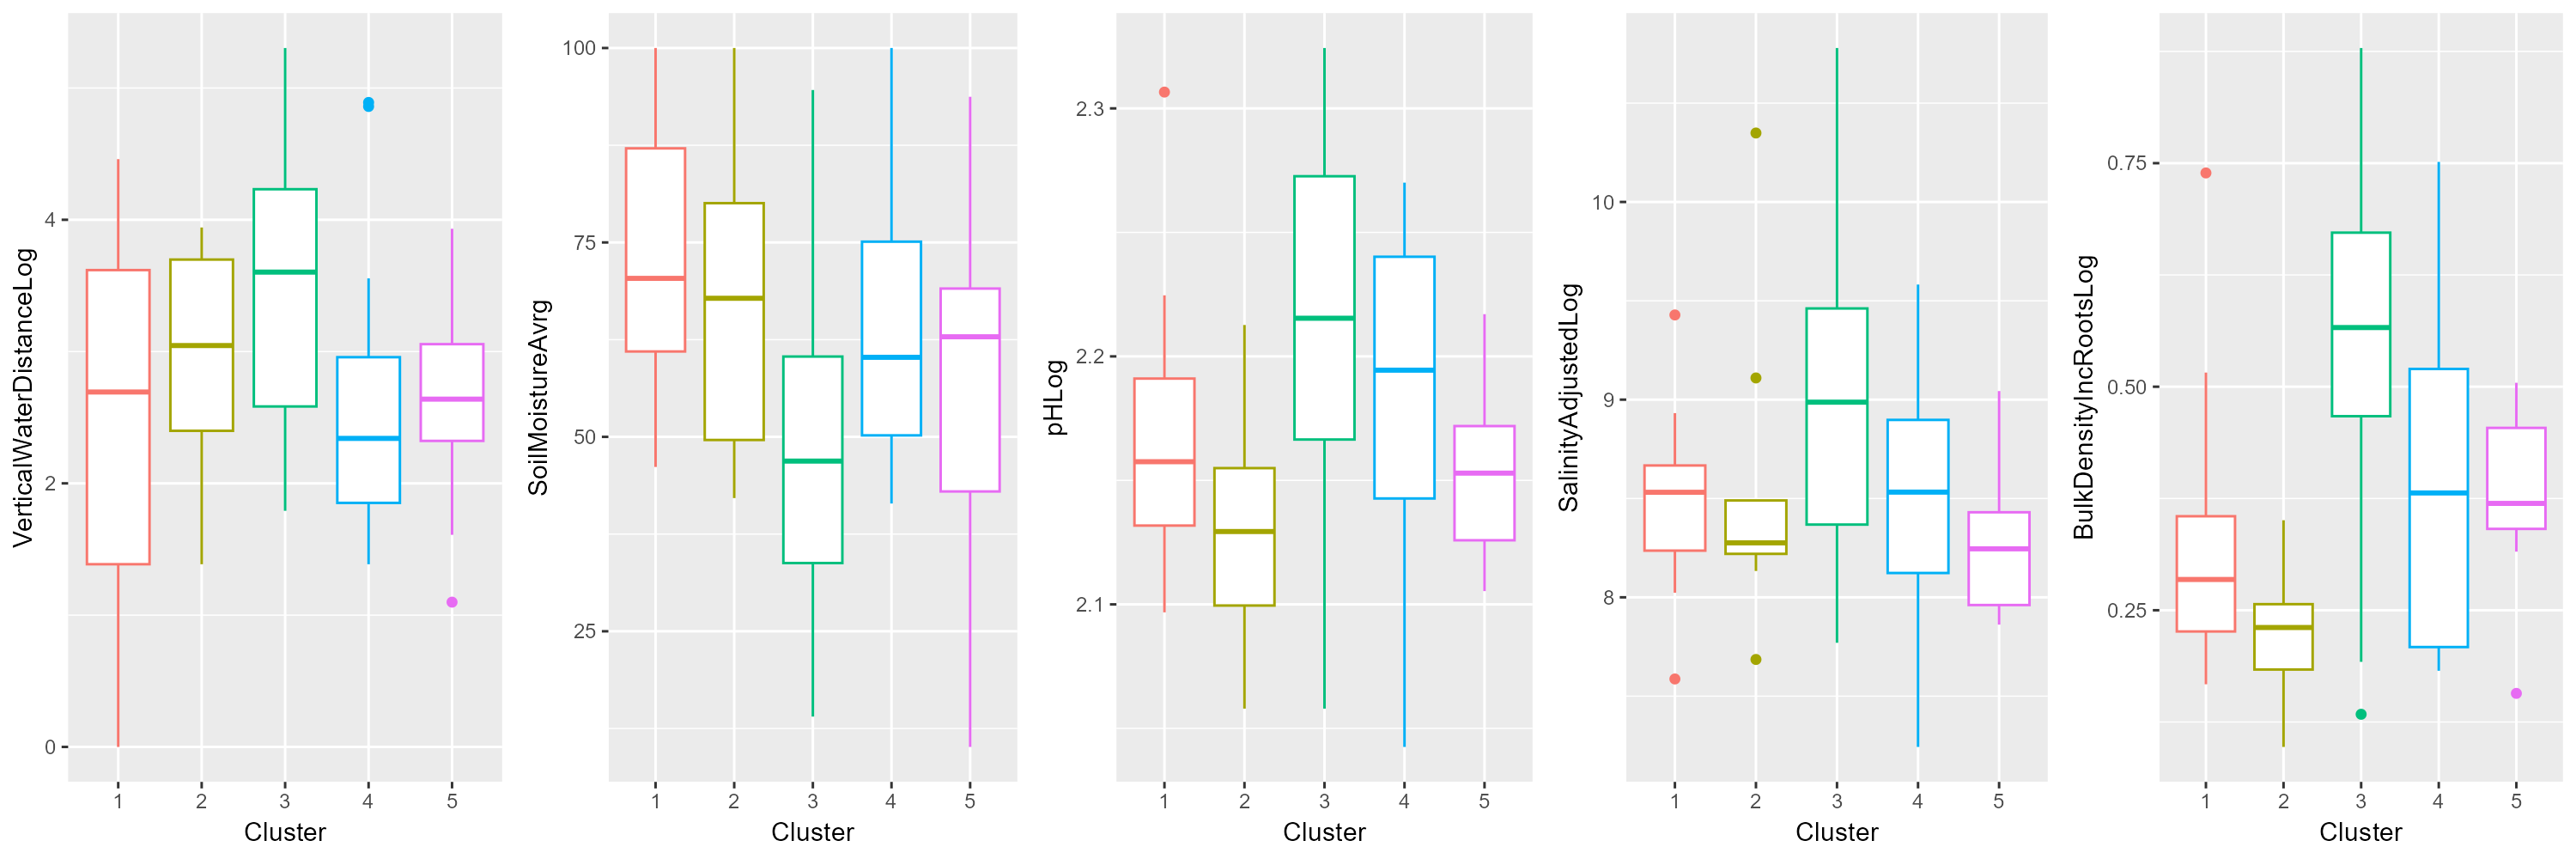 VerticalWaterDistanceLog
4
2
0
1 2 3 4 5
Cluster
SoilMoistureAvrg
100
75
50
25
1 2 3 4 5
Cluster
pHLog
2.3
2.2
2.1
1 2 3 4 5
Cluster
SalinityAdjustedLog
10
9
8
1 2 3 4 5
Cluster
BulkDensityIncRootsLog
0.75
0.50
0.25
1 2 3 4 5
Cluster